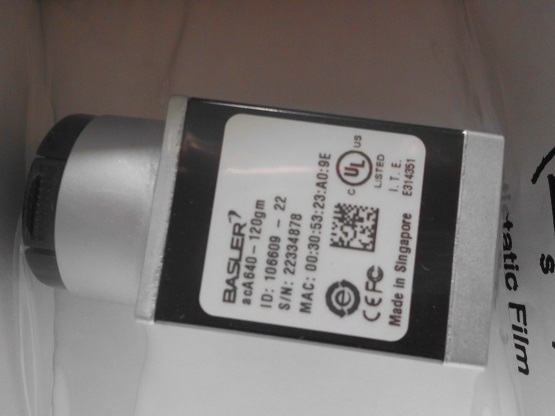 BASLER
acA640-120gm
ID: 106609 - 22
S/N: 22334878
MAC: 00:30:53:23:A0:9E
CE FC
C UL US
LISTED
I.T.E.
E314351
Made in Singapore
tatic Film
s